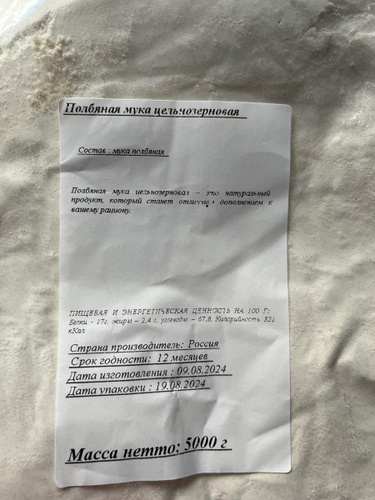 Полбяная мука цельнозерновая
Состав : мука полбяная
Полбяная мука цельнозерновая – это натуральный
продукт, который станет отличным дополнением к
вашему рациону.
ПИЩЕВАЯ И ЭНЕРГЕТИЧЕСКАЯ ЦЕННОСТЬ НА 100 Г:
Белки - 17г, жиры – 2,4 г, углеводы – 67,8, Калорийность 321
кКал
Страна производитель: Россия
Срок годности: 12 месяцев
Дата изготовления : 09.08.2024
Дата упаковки : 19.08.2024
Масса нетто: 5000 г